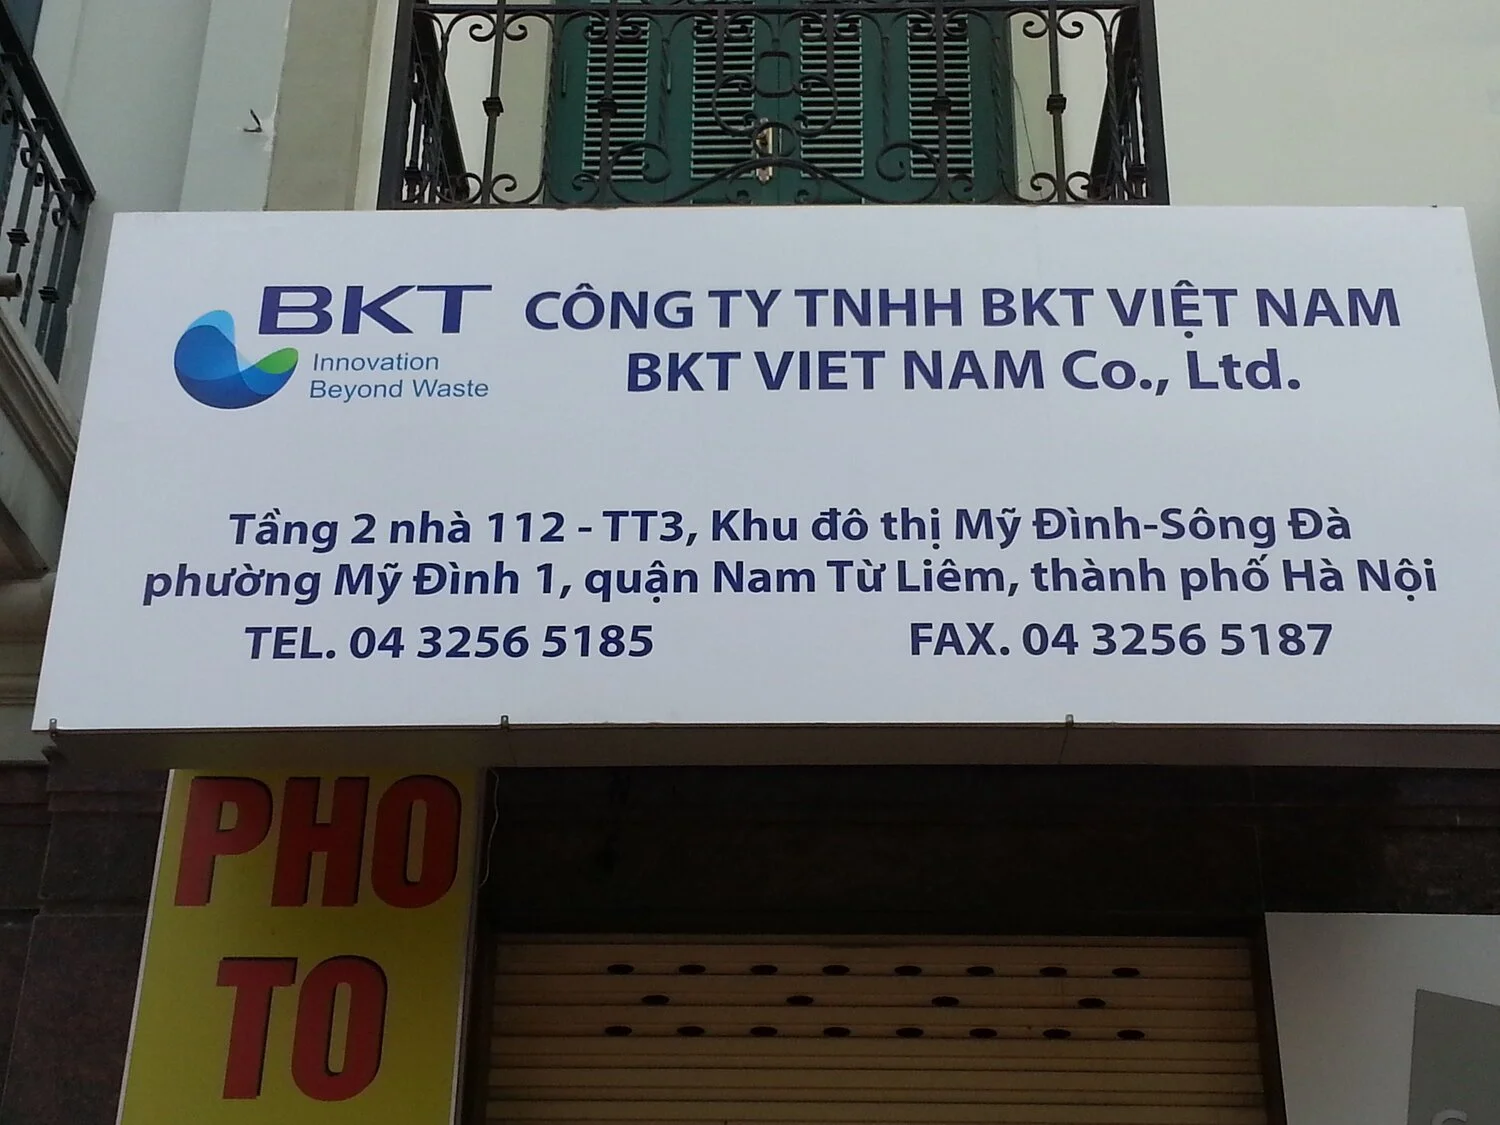 BKT
Innovation
Beyond Waste
CÔNG TY TNHH BKT VIỆT NAM
BKT VIET NAM Co., Ltd.
Tầng 2 nhà 112 - TT3, Khu đô thị Mỹ Đình-Sông Đà
phường Mỹ Đình 1, quận Nam Từ Liêm, thành phố Hà Nội
TEL. 04 3256 5185 FAX. 04 3256 5187
PHO
TO